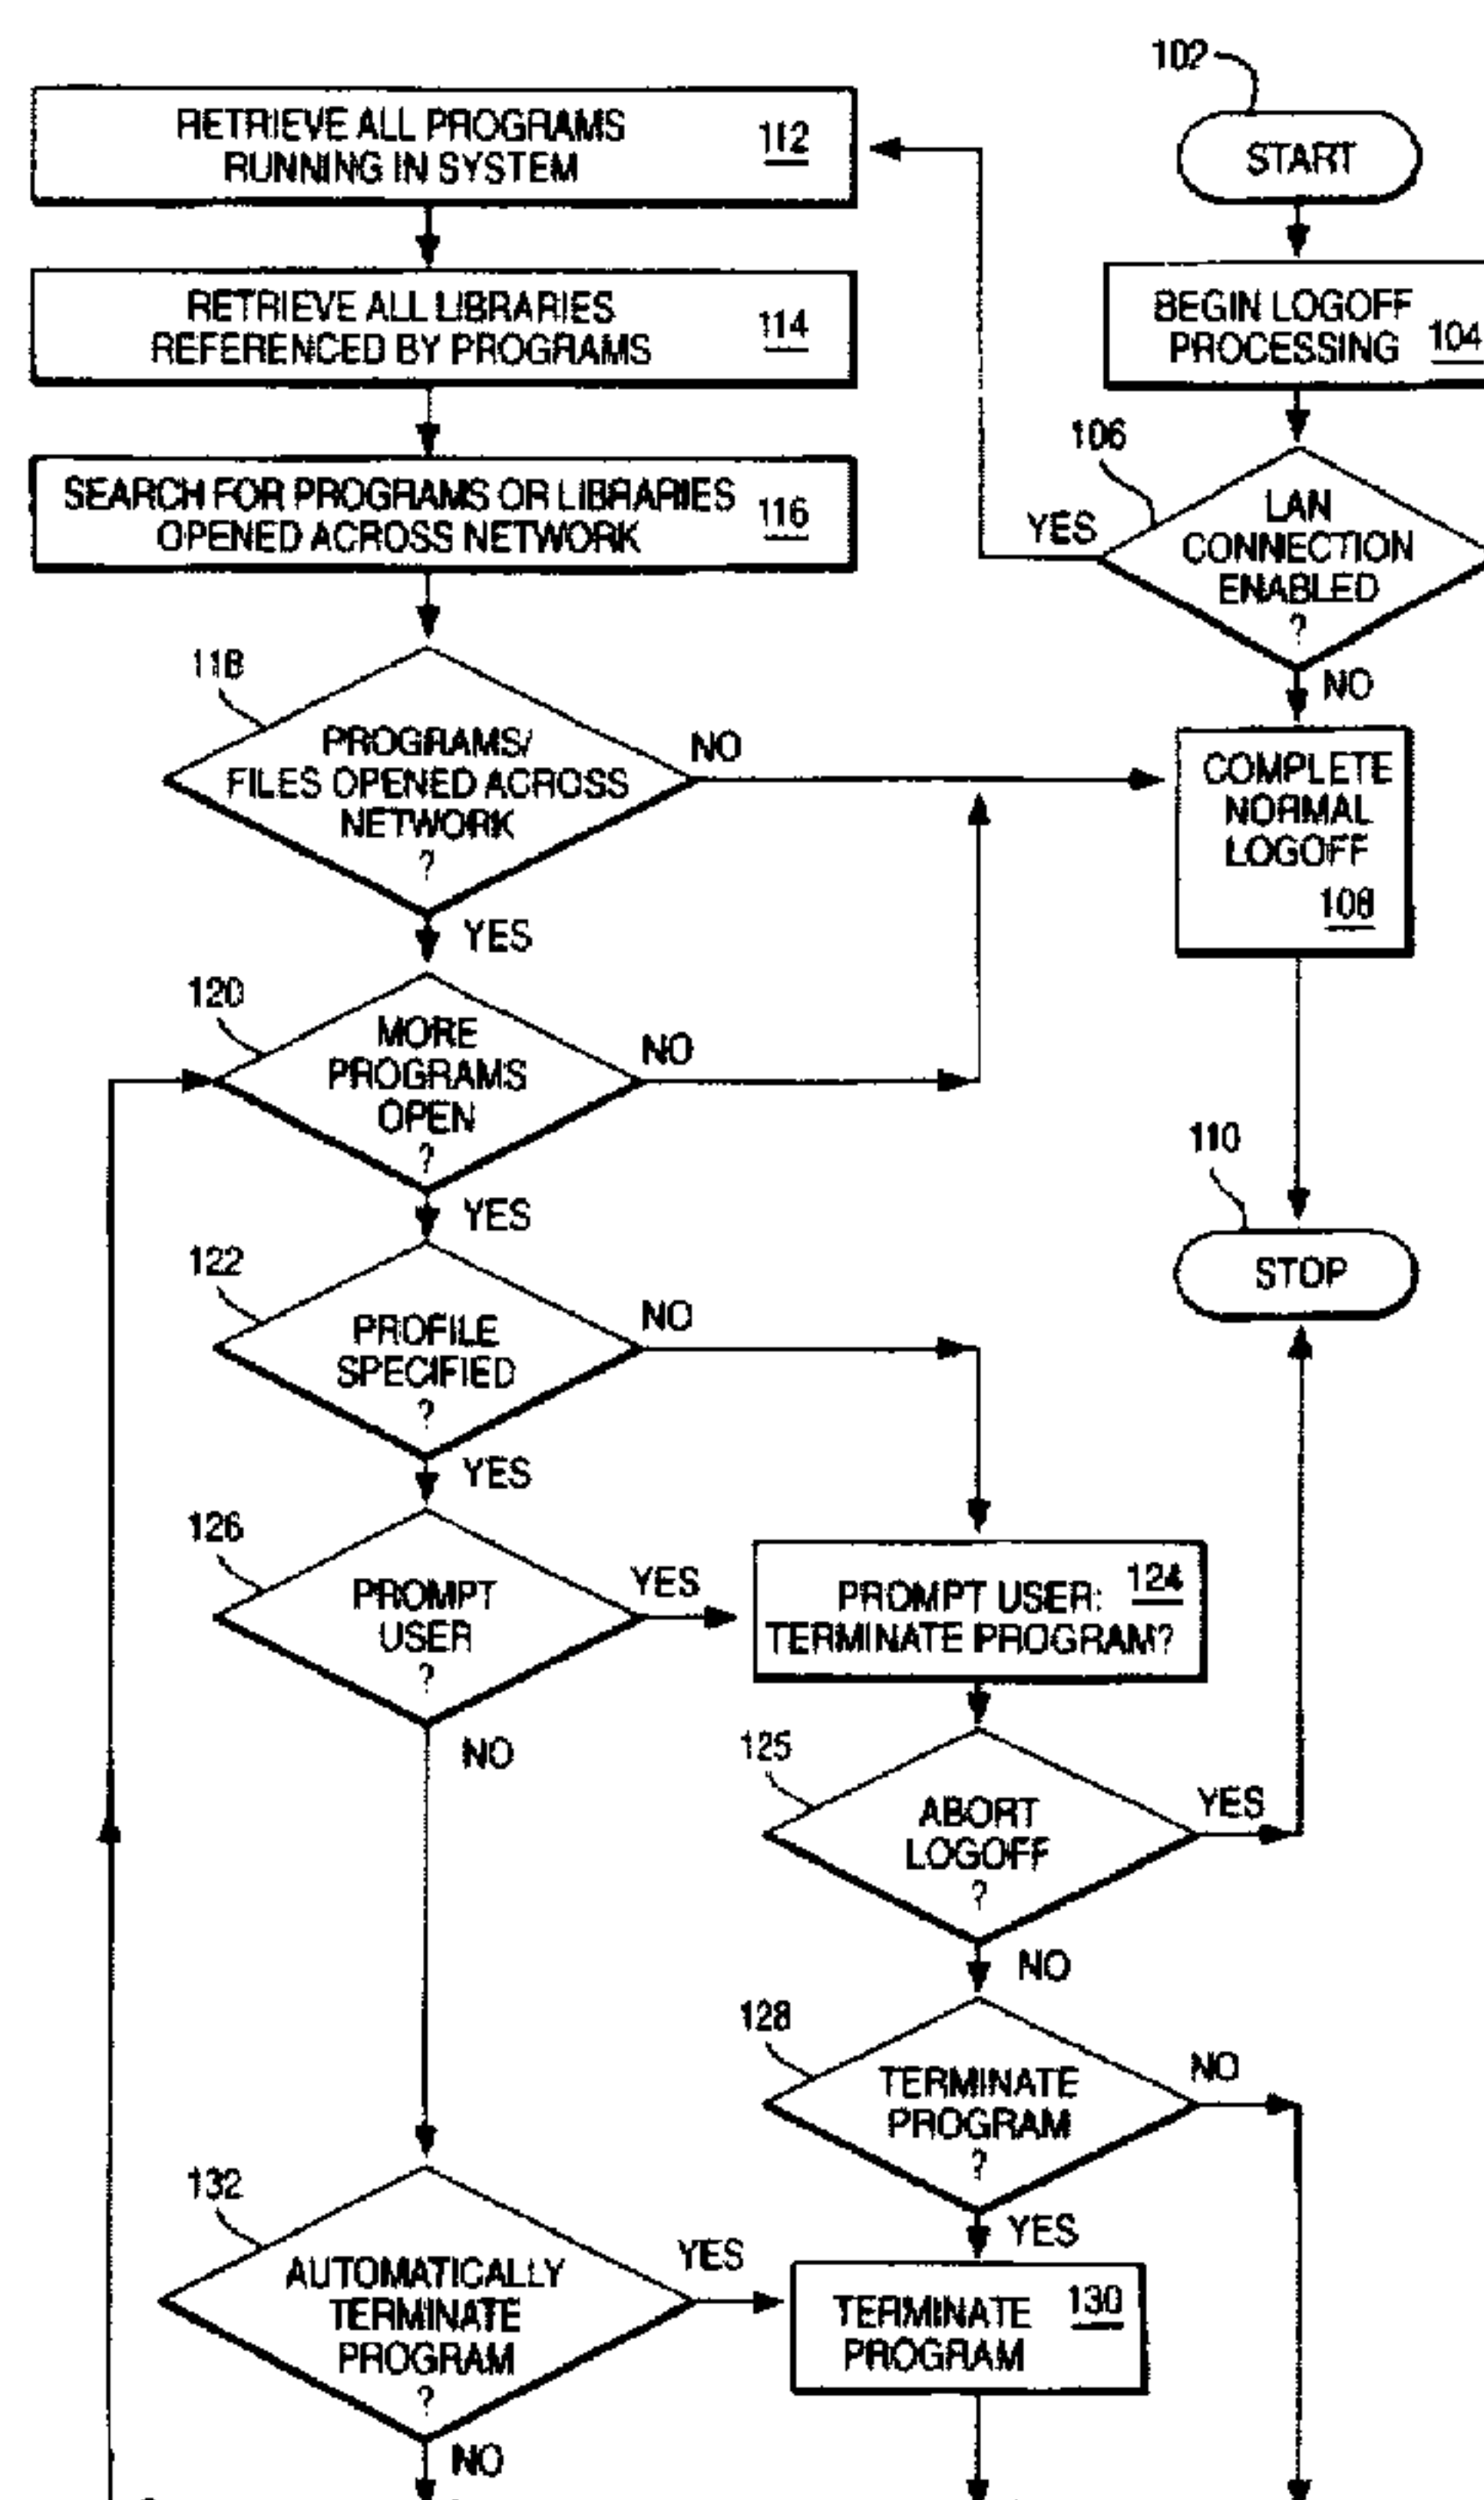 102
START
RETRIEVE ALL PROGRAMS
RUNNING IN SYSTEM
112
RETRIEVE ALL LIBRARIES
REFERENCED BY PROGRAMS
114
BEGIN LOGOFF
PROCESSING
104
SEARCH FOR PROGRAMS OR LIBRARIES
OPENED ACROSS NETWORK
116
106
YES
LAN
CONNECTION
ENABLED
?
NO
118
PROGRAMS/
FILES OPENED ACROSS
NETWORK
?
NO
YES
COMPLETE
NORMAL
LOGOFF
108
120
MORE
PROGRAMS
OPEN
?
NO
YES
110
STOP
122
PROFILE
SPECIFIED
?
NO
YES
126
PROMPT
USER
?
YES
NO
PROMPT USER:
TERMINATE PROGRAM?
124
125
ABORT
LOGOFF
?
YES
NO
128
TERMINATE
PROGRAM
?
NO
YES
132
AUTOMATICALLY
TERMINATE
PROGRAM
?
YES
NO
TERMINATE
PROGRAM
130